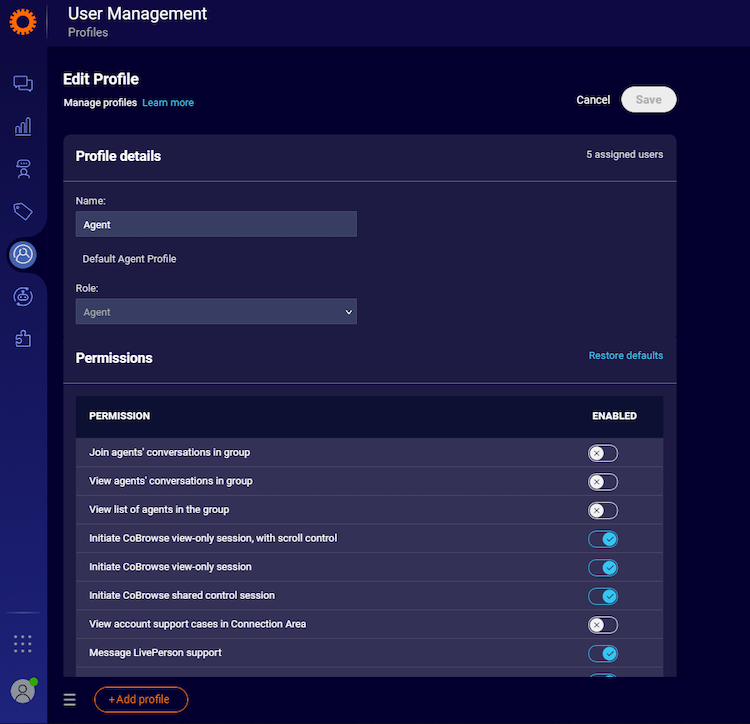 User Management
Profiles
Edit Profile
Manage profiles Learn more
Cancel
Save
Profile details
5 assigned users
Name:
Agent
Default Agent Profile
Role:
Agent
Permissions
Restore defaults
PERMISSION
ENABLED
Join agents' conversations in group
View agents' conversations in group
View list of agents in the group
Initiate CoBrowse view-only session, with scroll control
Initiate CoBrowse view-only session
Initiate CoBrowse shared control session
View account support cases in Connection Area
Message LivePerson support
+Add profile